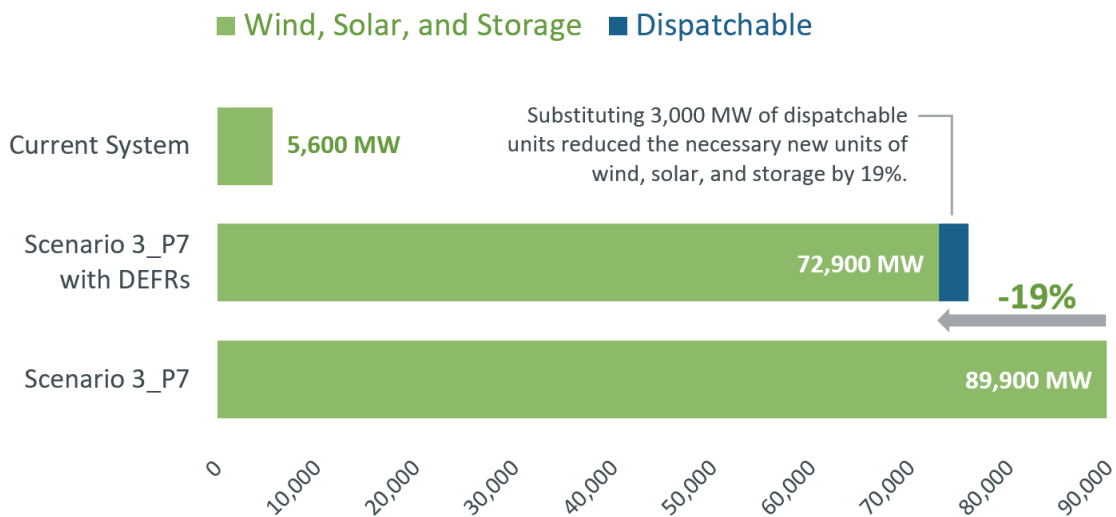 Wind, Solar, and Storage Dispatchable
Current System
5,600 MW
Substituting 3,000 MW of dispatchable
units reduced the necessary new units of
wind, solar, and storage by 19%.
Scenario 3_P7
with DEFRs
72,900 MW
-19%
Scenario 3_P7
89,900 MW
0
10,000
20,000
30,000
40,000
50,000
60,000
70,000
80,000
90,000